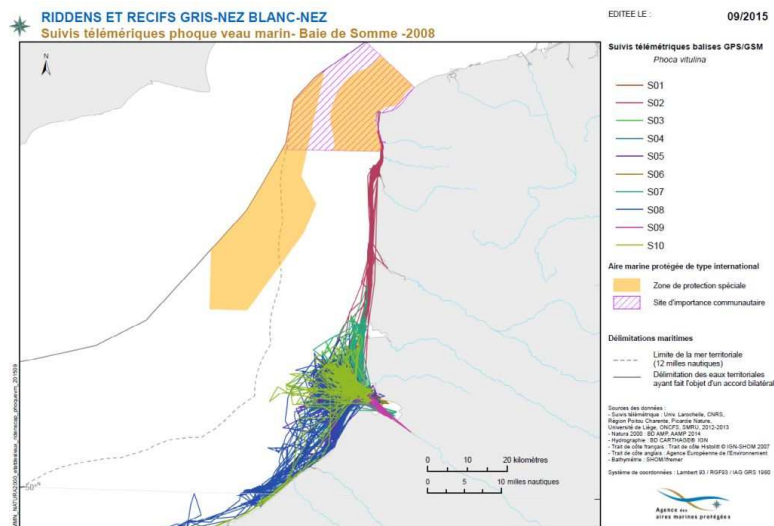 RIDDENS ET RECIFS GRIS-NEZ BLANC-NEZ
Suivis télémériques phoque veau marin- Baie de Somme -2008
EDITEE LE :
09/2015
N
Suivis télémétriques balises GPS/GSM
Phoca vitulina
S01
S02
S03
S04
S05
S06
S07
S08
S09
S10
Aire marine protégée de type international
Zone de protection spéciale
Site d'importance communautaire
Délimitations maritimes
Limite de la mer territoriale
(12 milles nautiques)
Délimitation des eaux territoriales
ayant fait l'objet d'un accord bilatéral
Sources des données :
- Suivis télémétrique : Univ. Larochelle, CNRS,
Région Poitou Charente, Picardie Nature,
Université de Liège, ONCFS, SMRU, 2012-2013
- Natura 2000 : BD AMP, AAMP 2014
- Hydrographie : BD CARTHAGE® IGN
- Trait de côte français : Trait de côte Histolitt © IGN-SHOM 2007
- Trait de côte anglais : Agence Européenne de l'Environnement
- Bathymétrie : SHOM/Ifremer
Système de coordonnées : Lambert 93 / RGF93 / IAG GRS 1980
0 10 20 kilomètres
0 5 10 milles nautiques
50°
Agence des
aires marines protégées